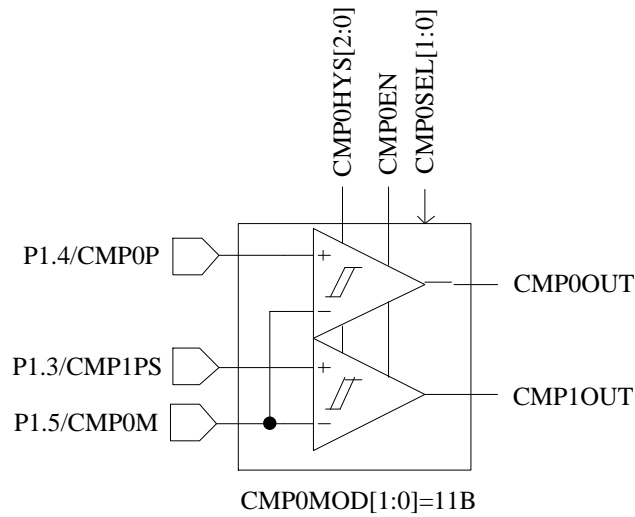 CMP0HYS[2:0]
CMP0EN
CMP0SEL[1:0]
P1.4/CMP0P
+
−
CMP0OUT
P1.3/CMP1PS
+
P1.5/CMP0M
−
CMP1OUT
CMP0MOD[1:0]=11B